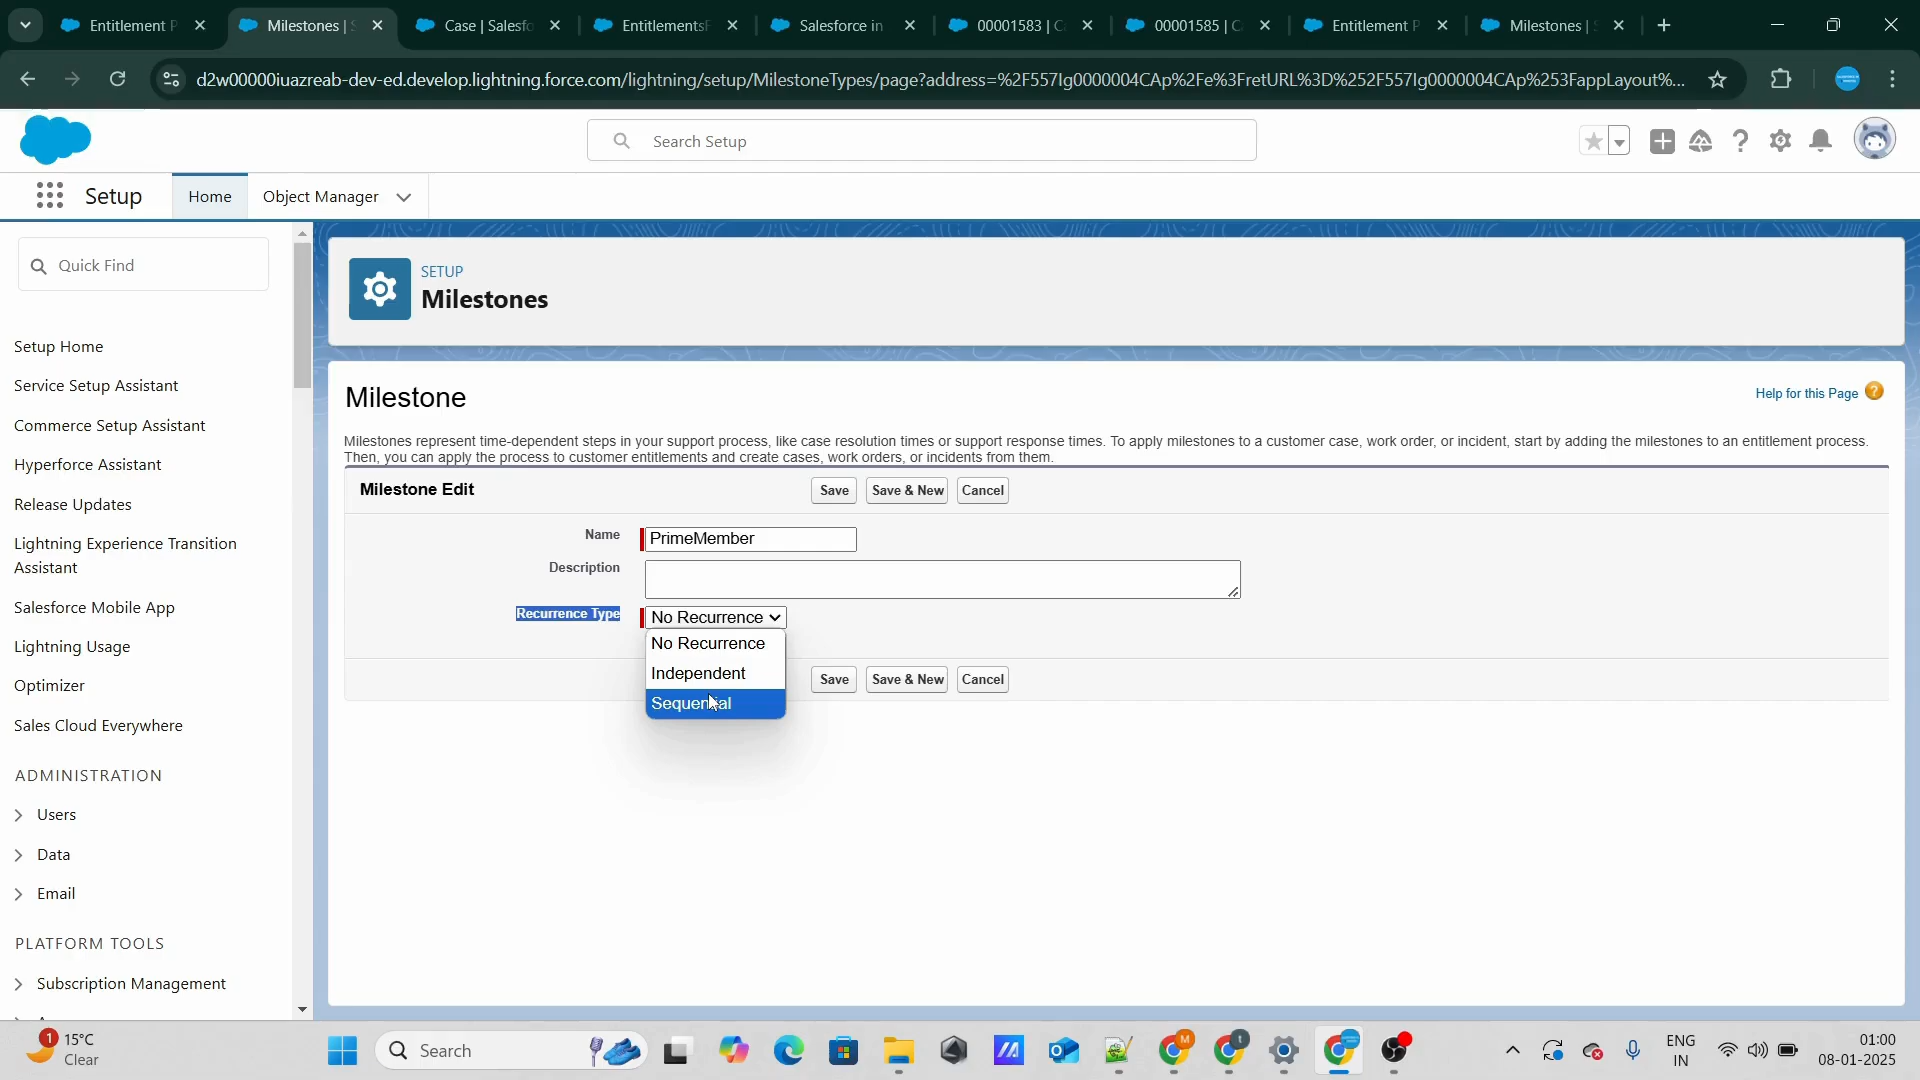 Entitlement P
Milestones | S
Case | Salesfo
EntitlementsF
Salesforce in
00001583 | C
00001585 | C
Entitlement P
Milestones | S
d2w00000iuazreab-dev-ed.develop.lightning.force.com/lightning/setup/MilestoneTypes/page?address=%2F557Ig0000004CAp%2Fe%3FretURL%3D%252F557Ig0000004CAp%253FappLayout%...
Search Setup
Setup
Home
Object Manager
Quick Find
Setup Home
Service Setup Assistant
Commerce Setup Assistant
Hyperforce Assistant
Release Updates
Lightning Experience Transition
Assistant
Salesforce Mobile App
Lightning Usage
Optimizer
Sales Cloud Everywhere
ADMINISTRATION
Users
Data
Email
PLATFORM TOOLS
Subscription Management
SETUP
Milestones
Milestone
Help for this Page ?
Milestones represent time-dependent steps in your support process, like case resolution times or support response times. To apply milestones to a customer case, work order, or incident, start by adding the milestones to an entitlement process.
Then, you can apply the process to customer entitlements and create cases, work orders, or incidents from them.
Milestone Edit
Save
Save & New
Cancel
Name
PrimeMember
Description
Recurrence Type
No Recurrence
No Recurrence
Independent
Sequential
Save
Save & New
Cancel
1
15°C
Clear
Search
M
t
ENG
IN
01:00
08-01-2025